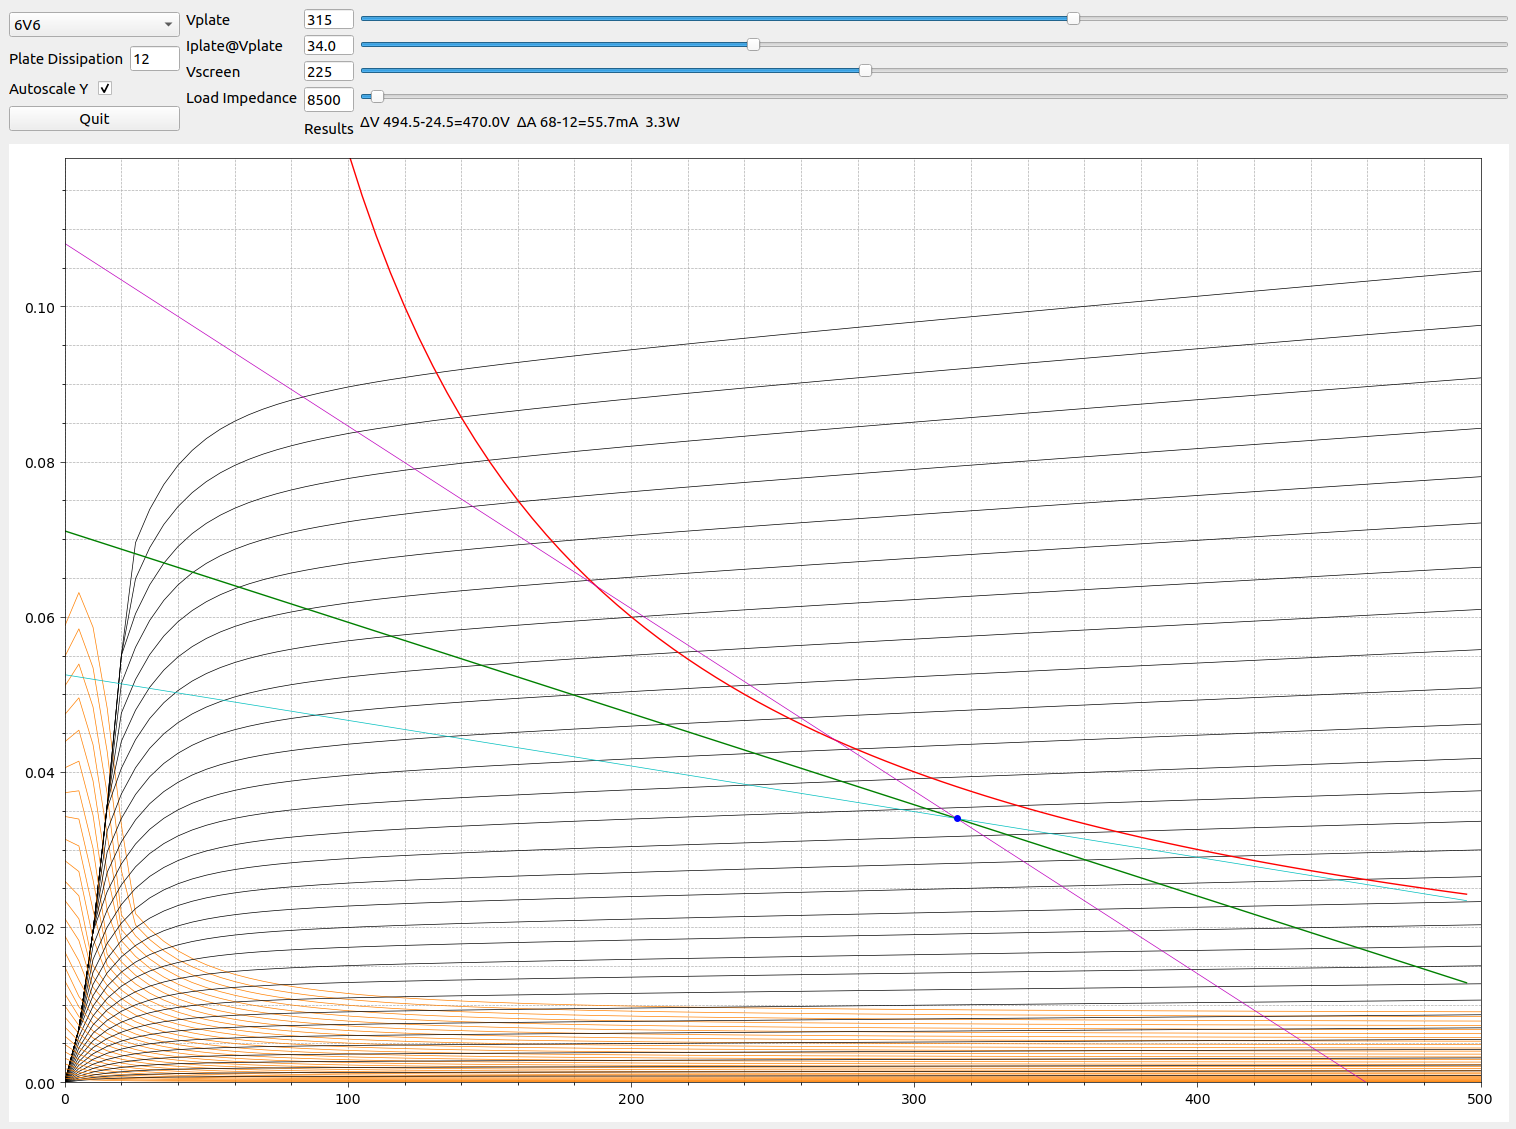 6V6
Plate Dissipation 12
Autoscale Y
Quit
Vplate 315
Iplate@Vplate 34.0
Vscreen 225
Load Impedance 8500
Results ΔV 494.5-24.5=470.0V ΔA 68-12=55.7mA 3.3W
0.10
0.08
0.06
0.04
0.02
0.00
0 100 200 300 400 500